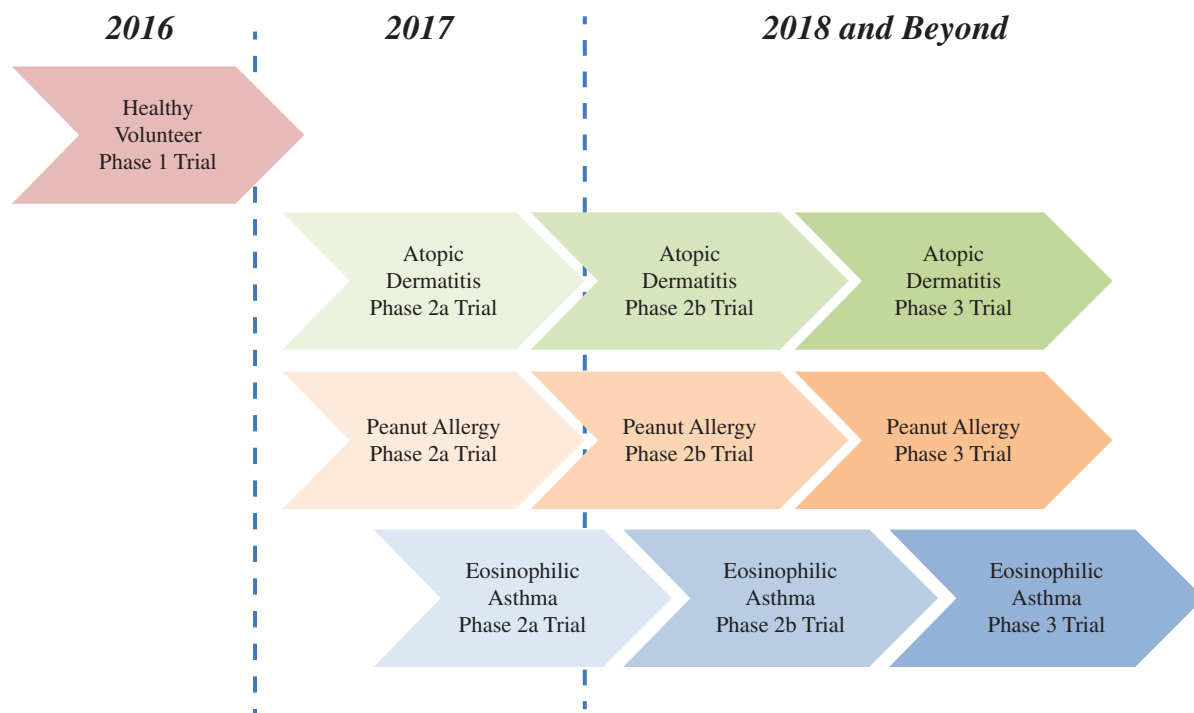 2016
2017
2018 and Beyond
Healthy
Volunteer
Phase 1 Trial
Atopic
Dermatitis
Phase 2a Trial
Atopic
Dermatitis
Phase 2b Trial
Atopic
Dermatitis
Phase 3 Trial
Peanut Allergy
Phase 2a Trial
Peanut Allergy
Phase 2b Trial
Peanut Allergy
Phase 3 Trial
Eosinophilic
Asthma
Phase 2a Trial
Eosinophilic
Asthma
Phase 2b Trial
Eosinophilic
Asthma
Phase 3 Trial